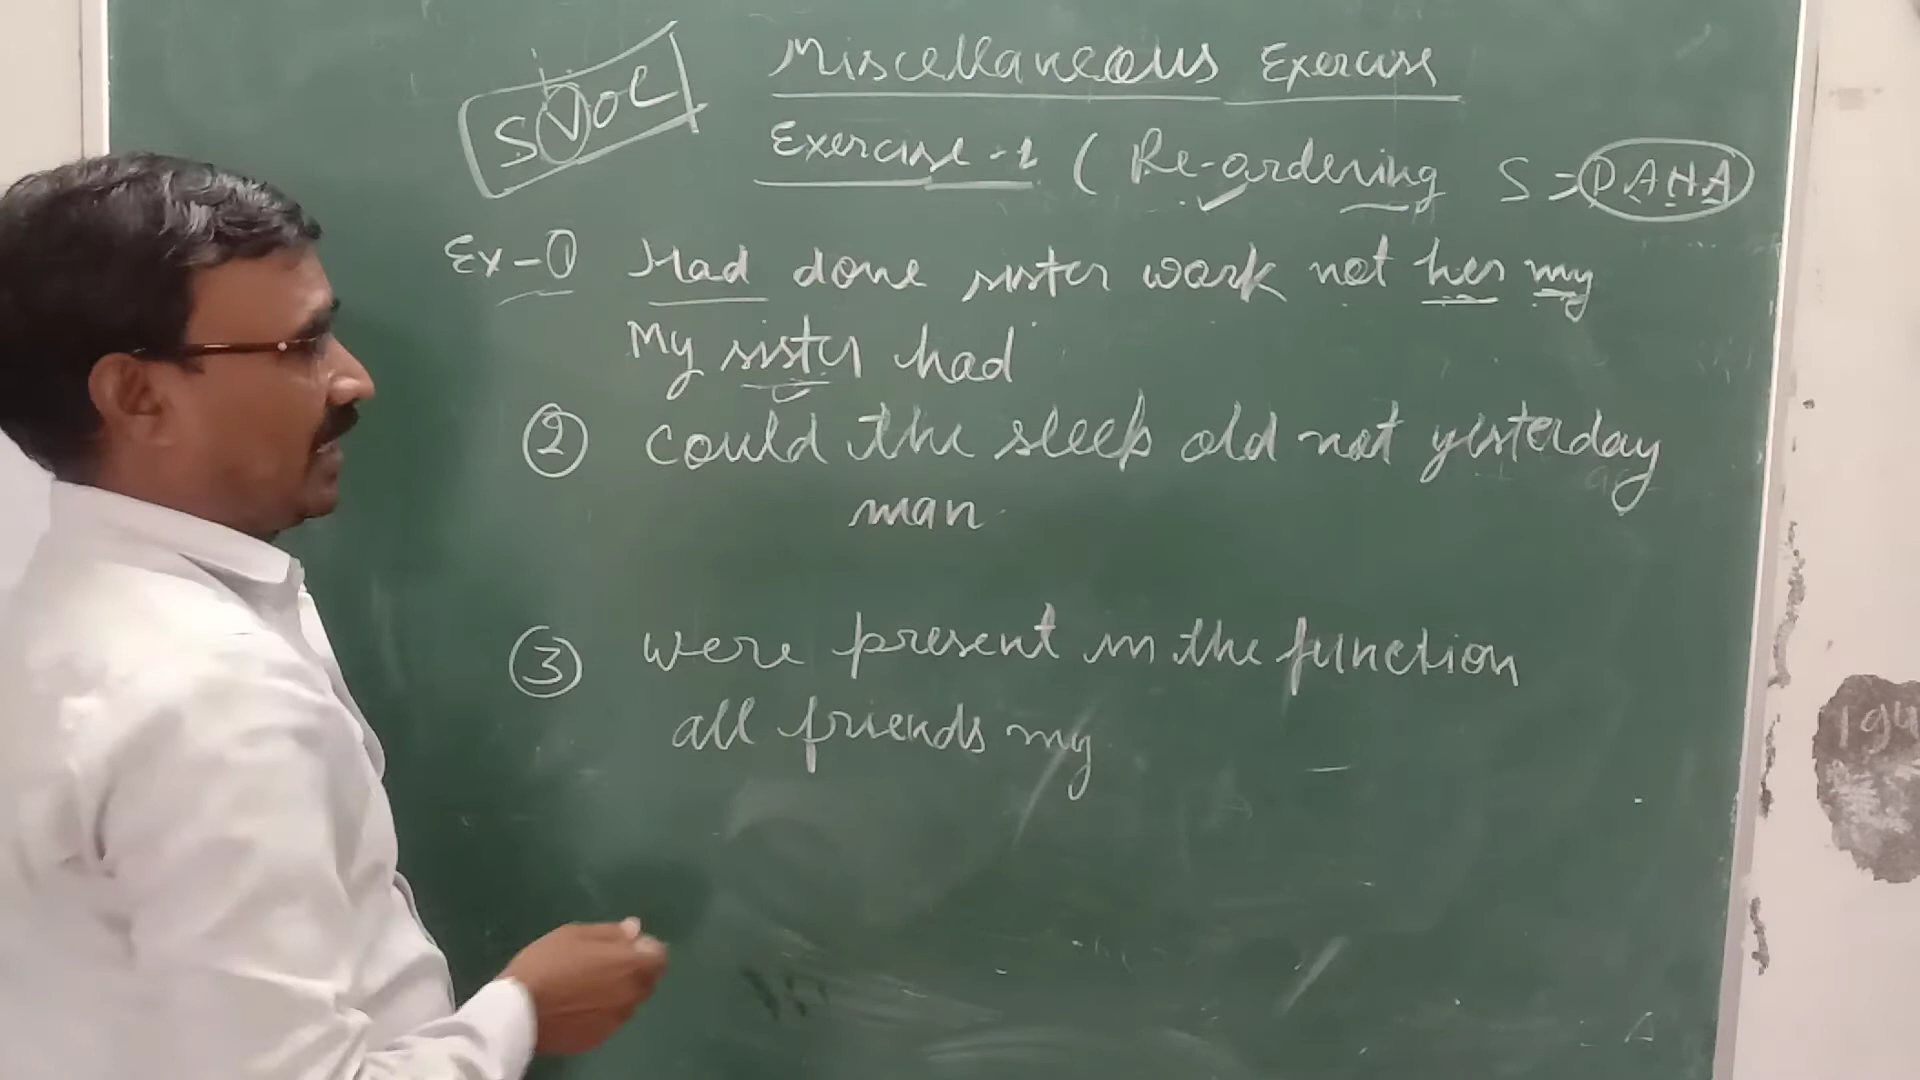 SVOC
Miscellaneous Exercise
Exercise-1 (Re-ordering S=DAHA
Ex-① Had done sister work not her my
My sister had
② could the sleep old not yesterday
man
③ were present in the function
all friends my
194